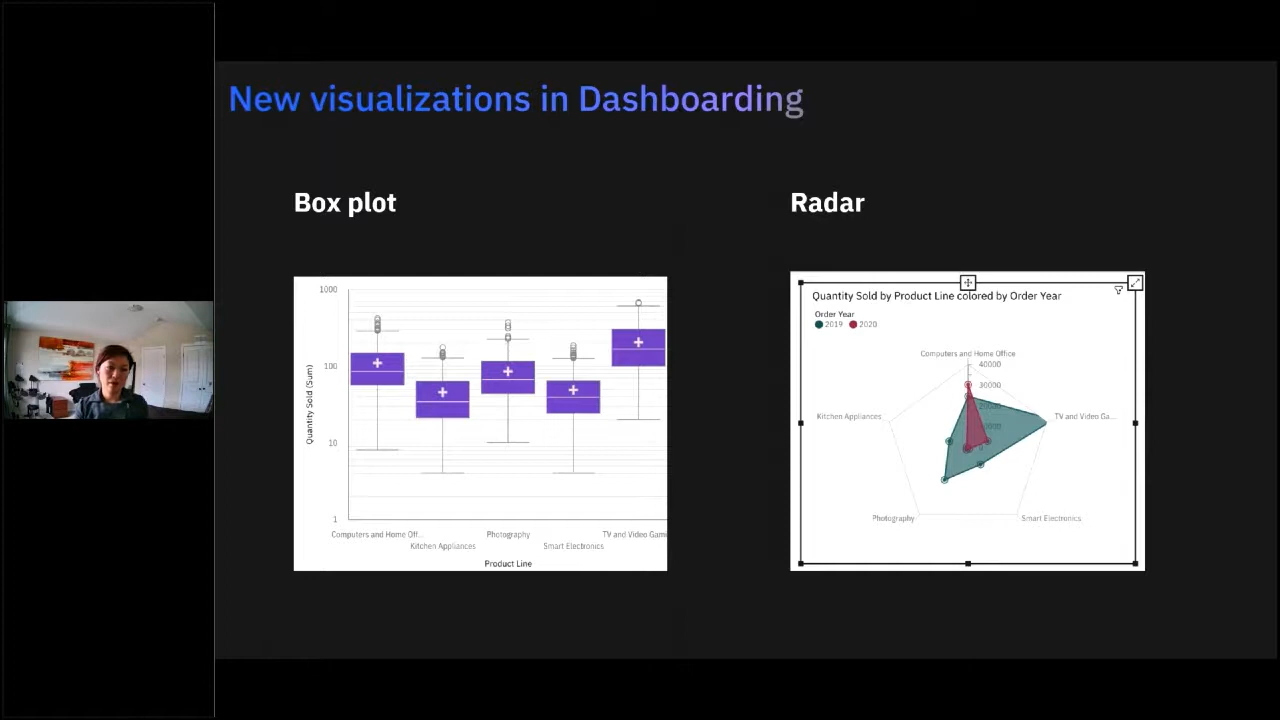 New visualizations in Dashboarding
Box plot
Radar
1000
100
10
1
Quantity Sold (Sum)
Computers and Home Off...
Kitchen Appliances
Photography
Smart Electronics
TV and Video Gami
Product Line
Quantity Sold by Product Line colored by Order Year
Order Year
2019 2020
Computers and Home Office
40000
30000
20000
Kitchen Appliances
TV and Video Ga...
Photography
Smart Electronics